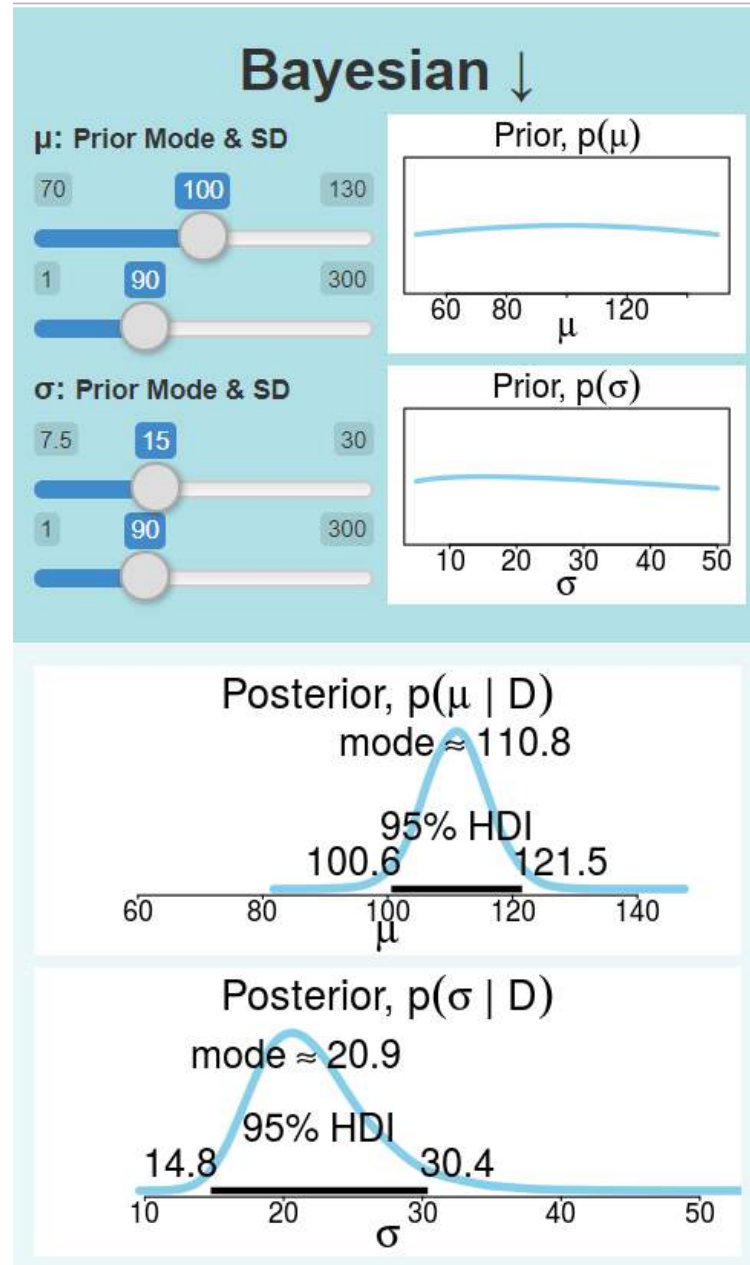 Bayesian ↓
μ: Prior Mode & SD
70 100 130
1 90 300
Prior, p(μ)
60 80 120
μ
σ: Prior Mode & SD
7.5 15 30
1 90 300
Prior, p(σ)
10 20 30 40 50
σ
Posterior, p(μ | D)
mode ≈ 110.8
95% HDI
100.6 121.5
60 80 100 120 140
μ
Posterior, p(σ | D)
mode ≈ 20.9
95% HDI
14.8 30.4
10 20 30 40 50
σ